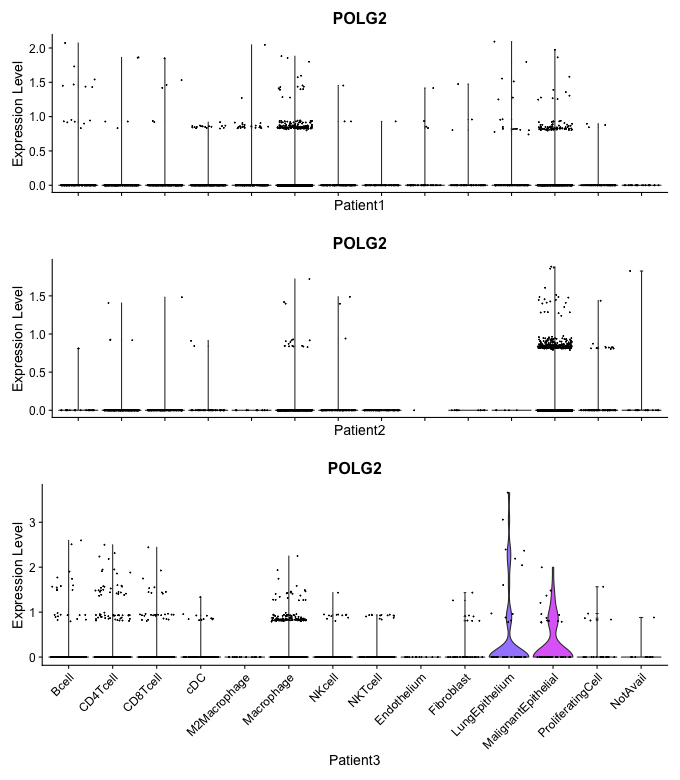 POLG2
Expression Level
2.0
1.5
1.0
0.5
0.0
Patient1
POLG2
Expression Level
1.5
1.0
0.5
0.0
Patient2
POLG2
Expression Level
3
2
1
0
Bcell
CD4Tcell
CD8Tcell
cDC
M2Macrophage
Macrophage
NKcell
NKTcell
Endothelium
Fibroblast
LungEpithelium
MalignantEpithelial
ProliferatingCell
NotAvail
Patient3